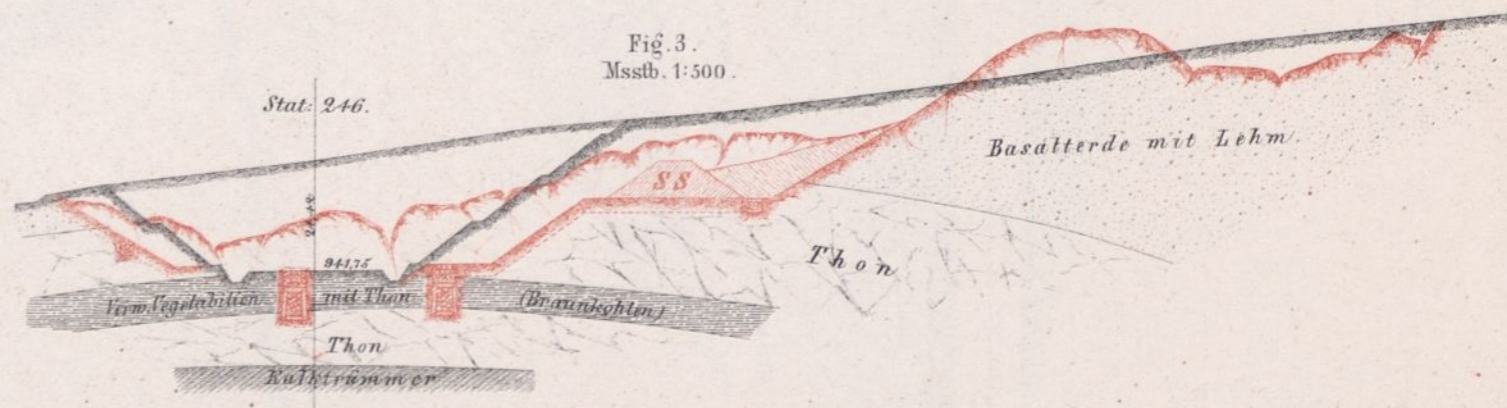 Fig. 3.
Msstb. 1:500.
Stat: 246.
Basalterde mit Lehm.
SS
Thon
941,75
Verw. Vegetabilien mit Thon (Braunkohlen)
Thon
Kalktrümmer